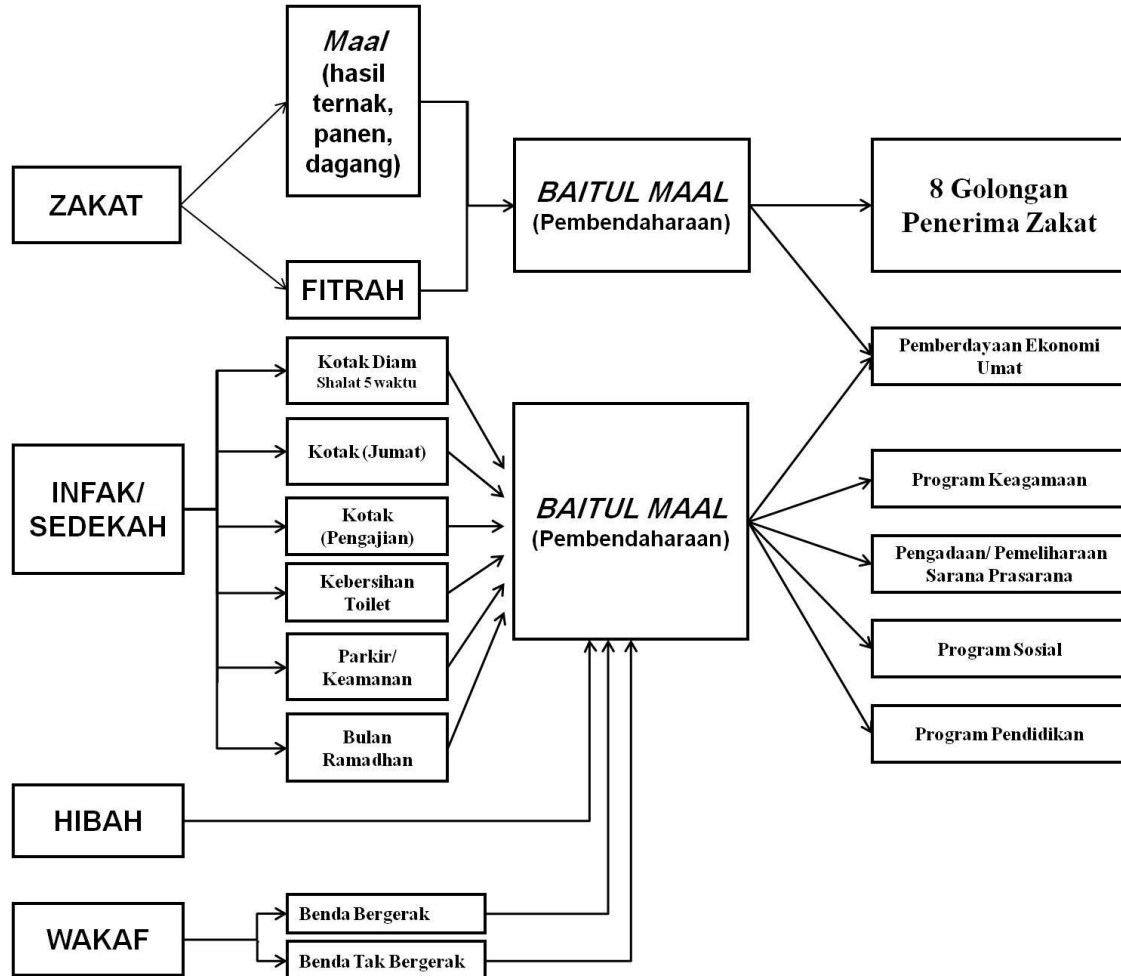 ZAKAT
Maal
(hasil
ternak,
panen,
dagang)
FITRAH
BAITUL MAAL
(Pembendaharaan)
8 Golongan
Penerima Zakat
Pemberdayaan Ekonomi
Umat
INFAK/
SEDEKAH
Kotak Diam
Shalat 5 waktu
Kotak (Jumat)
Kotak
(Pengajian)
Kebersihan
Toilet
Parkir/
Keamanan
Bulan
Ramadhan
BAITUL MAAL
(Pembendaharaan)
Program Keagamaan
Pengadaan/ Pemeliharaan
Sarana Prasarana
Program Sosial
Program Pendidikan
HIBAH
WAKAF
Benda Bergerak
Benda Tak Bergerak